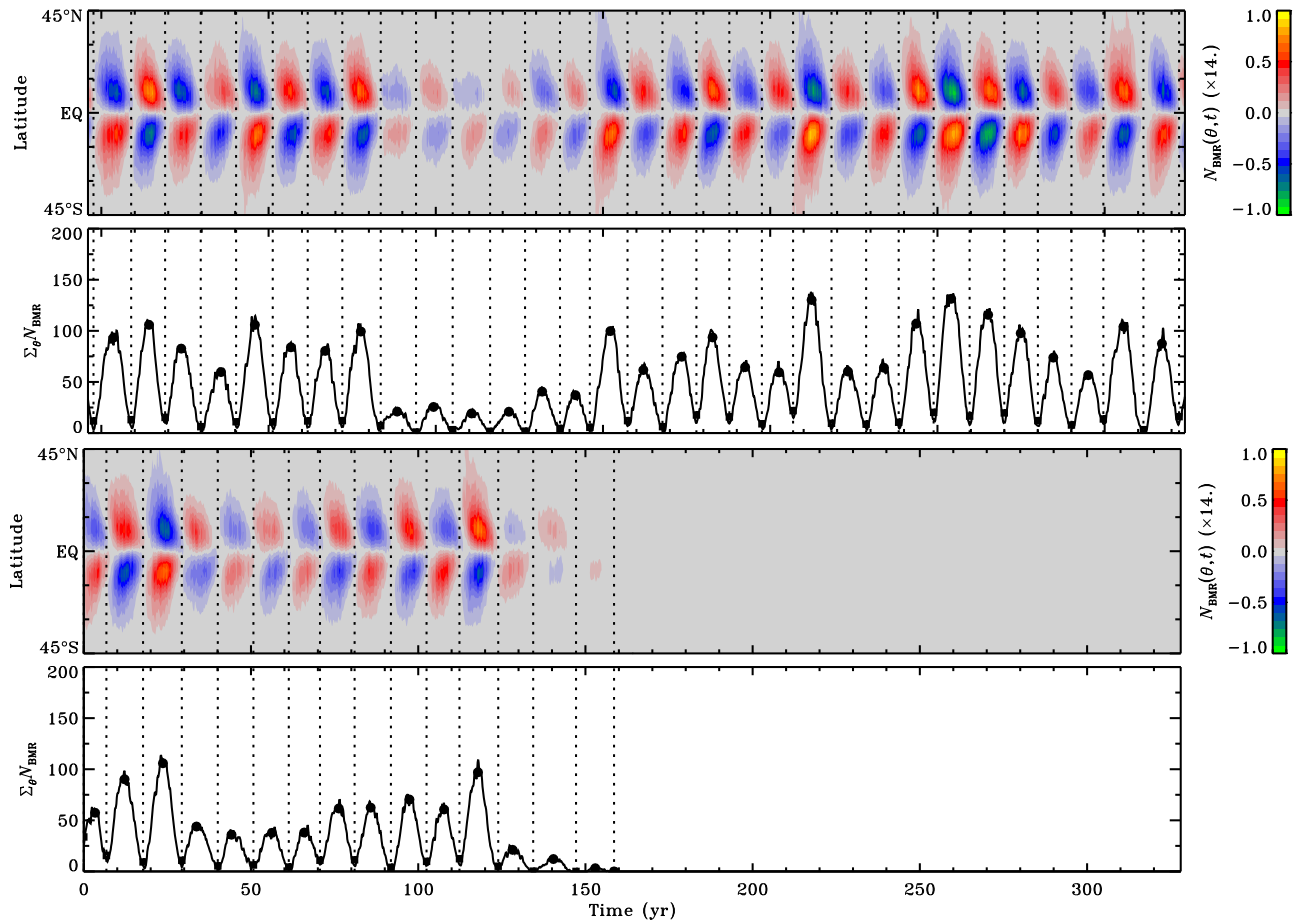 45°N
EQ
45°S
Latitude
1.0
0.5
0.0
−0.5
−1.0
N_BMR(θ,t) (×14.)
200
150
100
50
0
Σ_θ N_BMR
45°N
EQ
45°S
Latitude
1.0
0.5
0.0
−0.5
−1.0
N_BMR(θ,t) (×14.)
200
150
100
50
0
Σ_θ N_BMR
0 50 100 150 200 250 300
Time (yr)